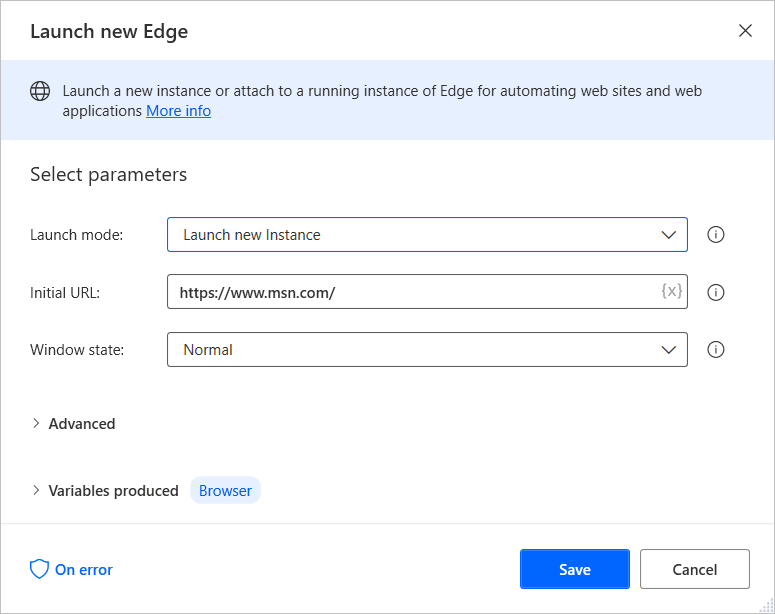 Launch new Edge
Launch a new instance or attach to a running instance of Edge for automating web sites and web
applications More info
Select parameters
Launch mode: Launch new Instance
Initial URL: https://www.msn.com/ {x}
Window state: Normal
Advanced
Variables produced Browser
On error Save Cancel